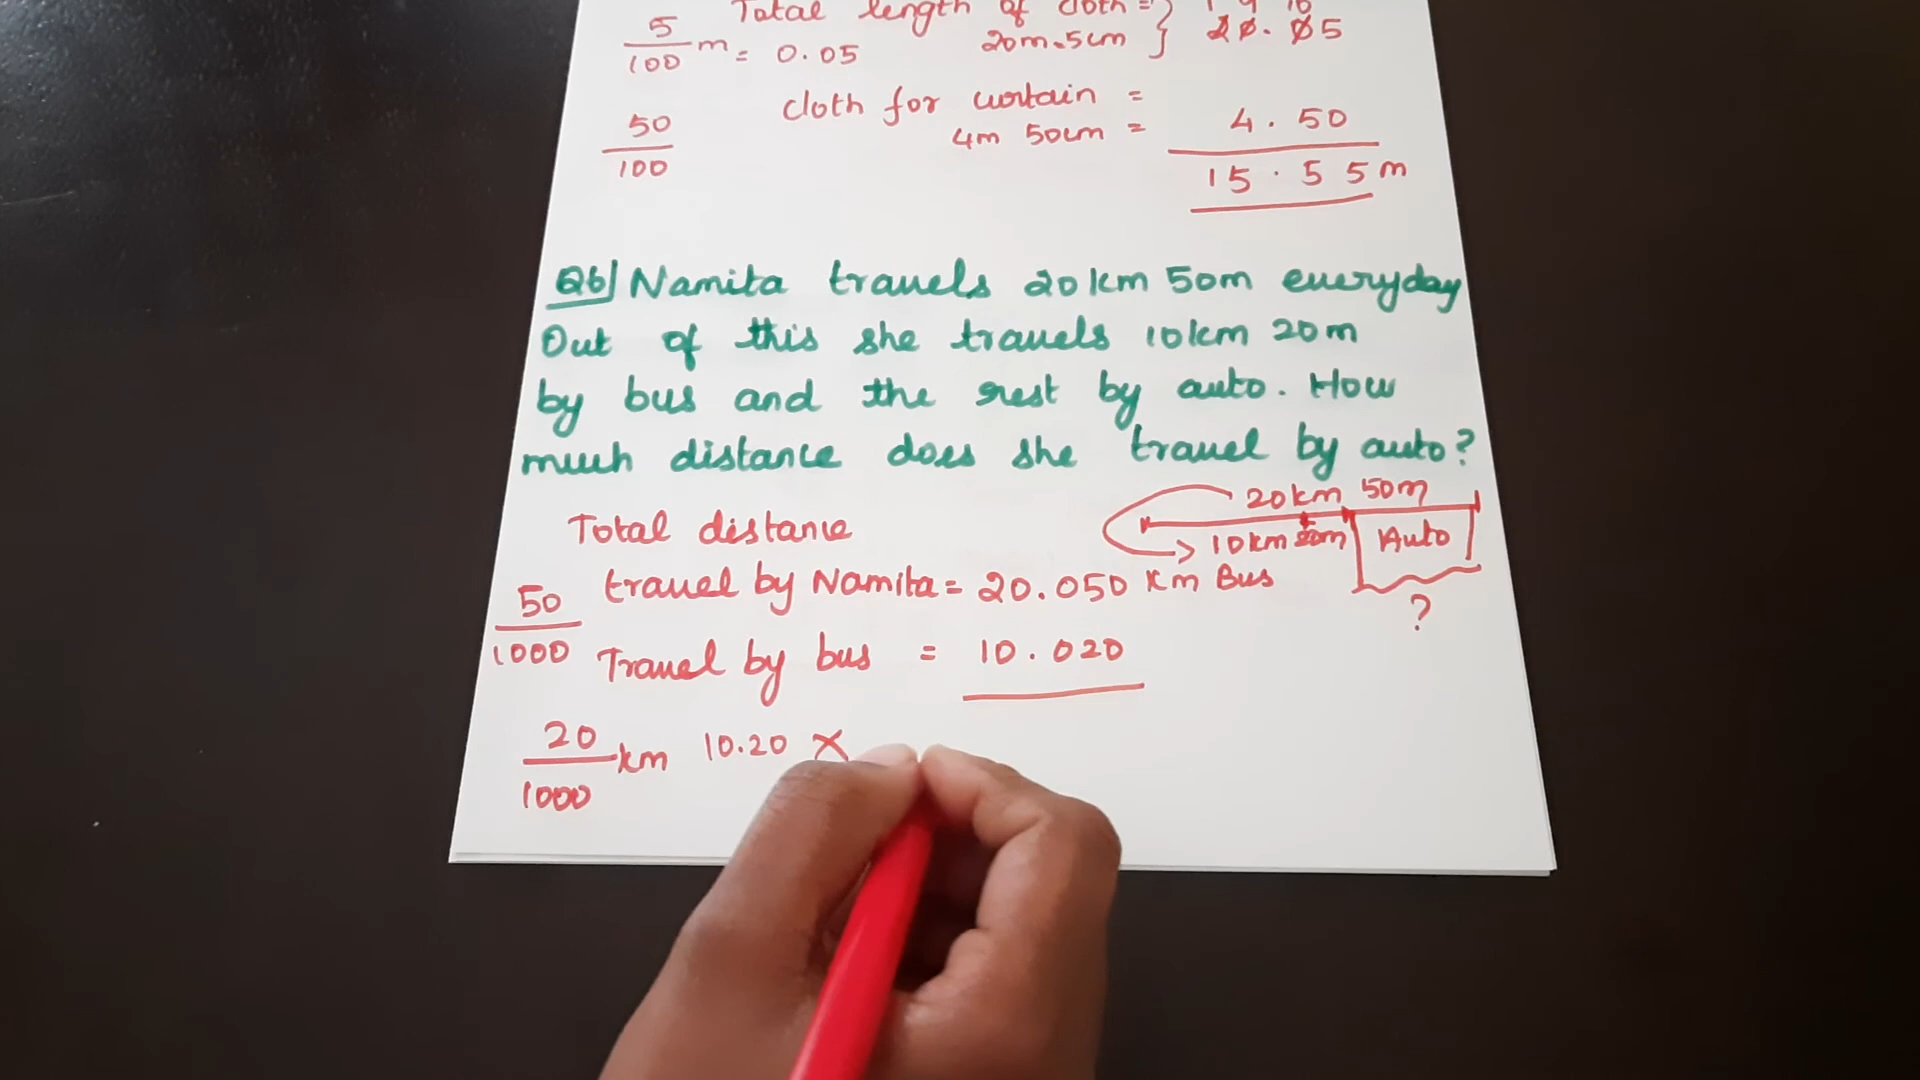 Total length of cloth =
5/100 m = 0.05
20m.5cm } 20.05
cloth for curtain =
50/100
4m 50cm = 4.50
15.55m
Q6] Namita travels 20km 50m everyday
Out of this she travels 10km 20m
by bus and the rest by auto. How
much distance does she travel by auto?
20km 50m
Total distance
10km 20m Auto
travel by Namita = 20.050 Km Bus
50/1000
?
Travel by bus = 10.020
20/1000 km 10.20 X